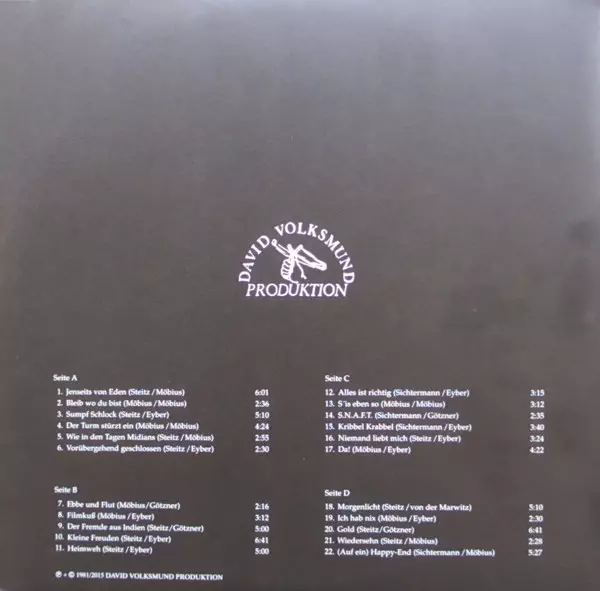 DAVID VOLKSMUND
PRODUKTION
Seite A
1. Jenseits von Eden (Steitz/Möbius) 6:01
2. Bleib wo du bist (Möbius/Möbius) 2:36
3. Sumpf Schlock (Steitz/Eyber) 5:10
4. Der Turm stürzt ein (Möbius/Möbius) 4:24
5. Wie in den Tagen Midians (Steitz/Möbius) 2:55
6. Vorübergehend geschlossen (Steitz/Eyber) 2:30
Seite B
7. Ebbe und Flut (Möbius/Götzner) 2:16
8. Filmkuß (Möbius/Eyber) 3:12
9. Der Fremde aus Indien (Steitz/Götzner) 5:00
10. Kleine Freuden (Steitz/Eyber) 6:41
11. Heimweh (Steitz/Eyber) 5:00
Seite C
12. Alles ist richtig (Sichtermann/Eyber) 3:15
13. S'is eben so (Möbius/Möbius) 3:12
14. S.N.A.F.T. (Sichtermann/Götzner) 2:35
15. Kribbel Krabbel (Sichtermann/Eyber) 3:40
16. Niemand liebt mich (Steitz/Eyber) 3:24
17. Da! (Möbius/Eyber) 4:22
Seite D
18. Morgenlicht (Steitz/von der Marwitz) 5:10
19. Ich hab nix (Möbius/Eyber) 2:30
20. Gold (Steitz/Götzner) 6:41
21. Wiedersehn (Steitz/Möbius) 2:28
22. (Auf ein) Happy-End (Sichtermann/Möbius) 5:27
℗ + © 1981/2015 DAVID VOLKSMUND PRODUKTION